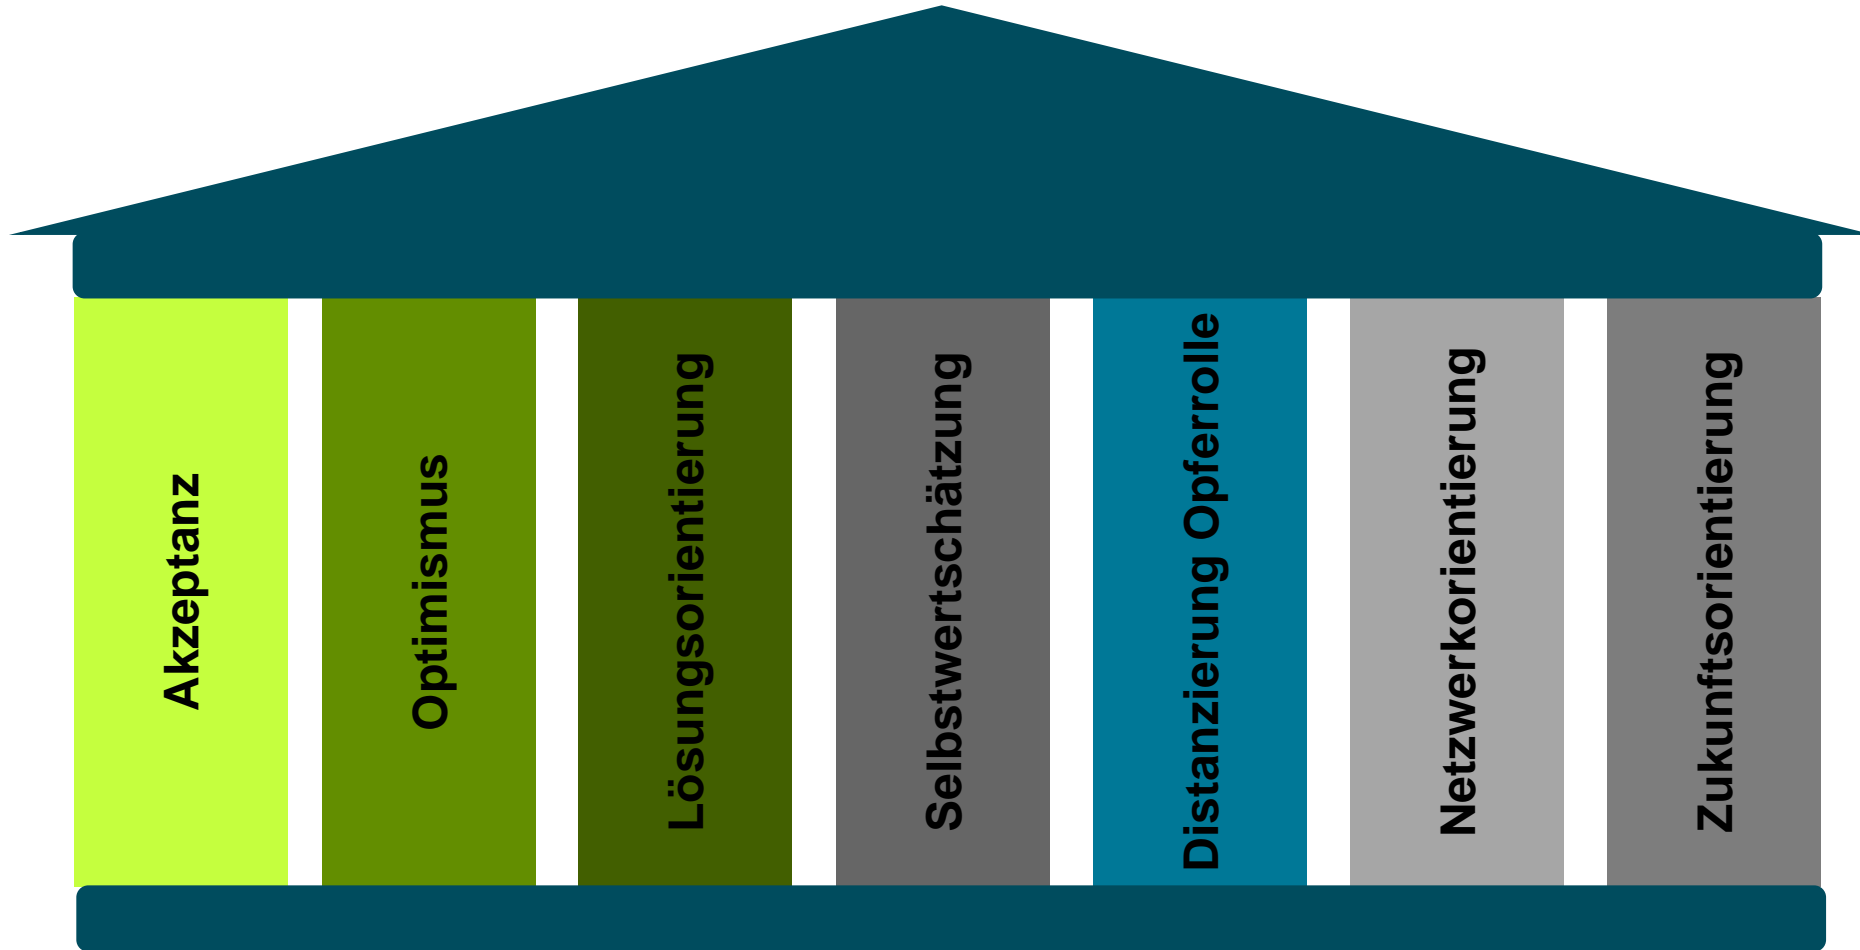 Akzeptanz
Optimismus
Lösungsorientierung
Selbstwertschätzung
Distanzierung Opferrolle
Netzwerkorientierung
Zukunftsorientierung